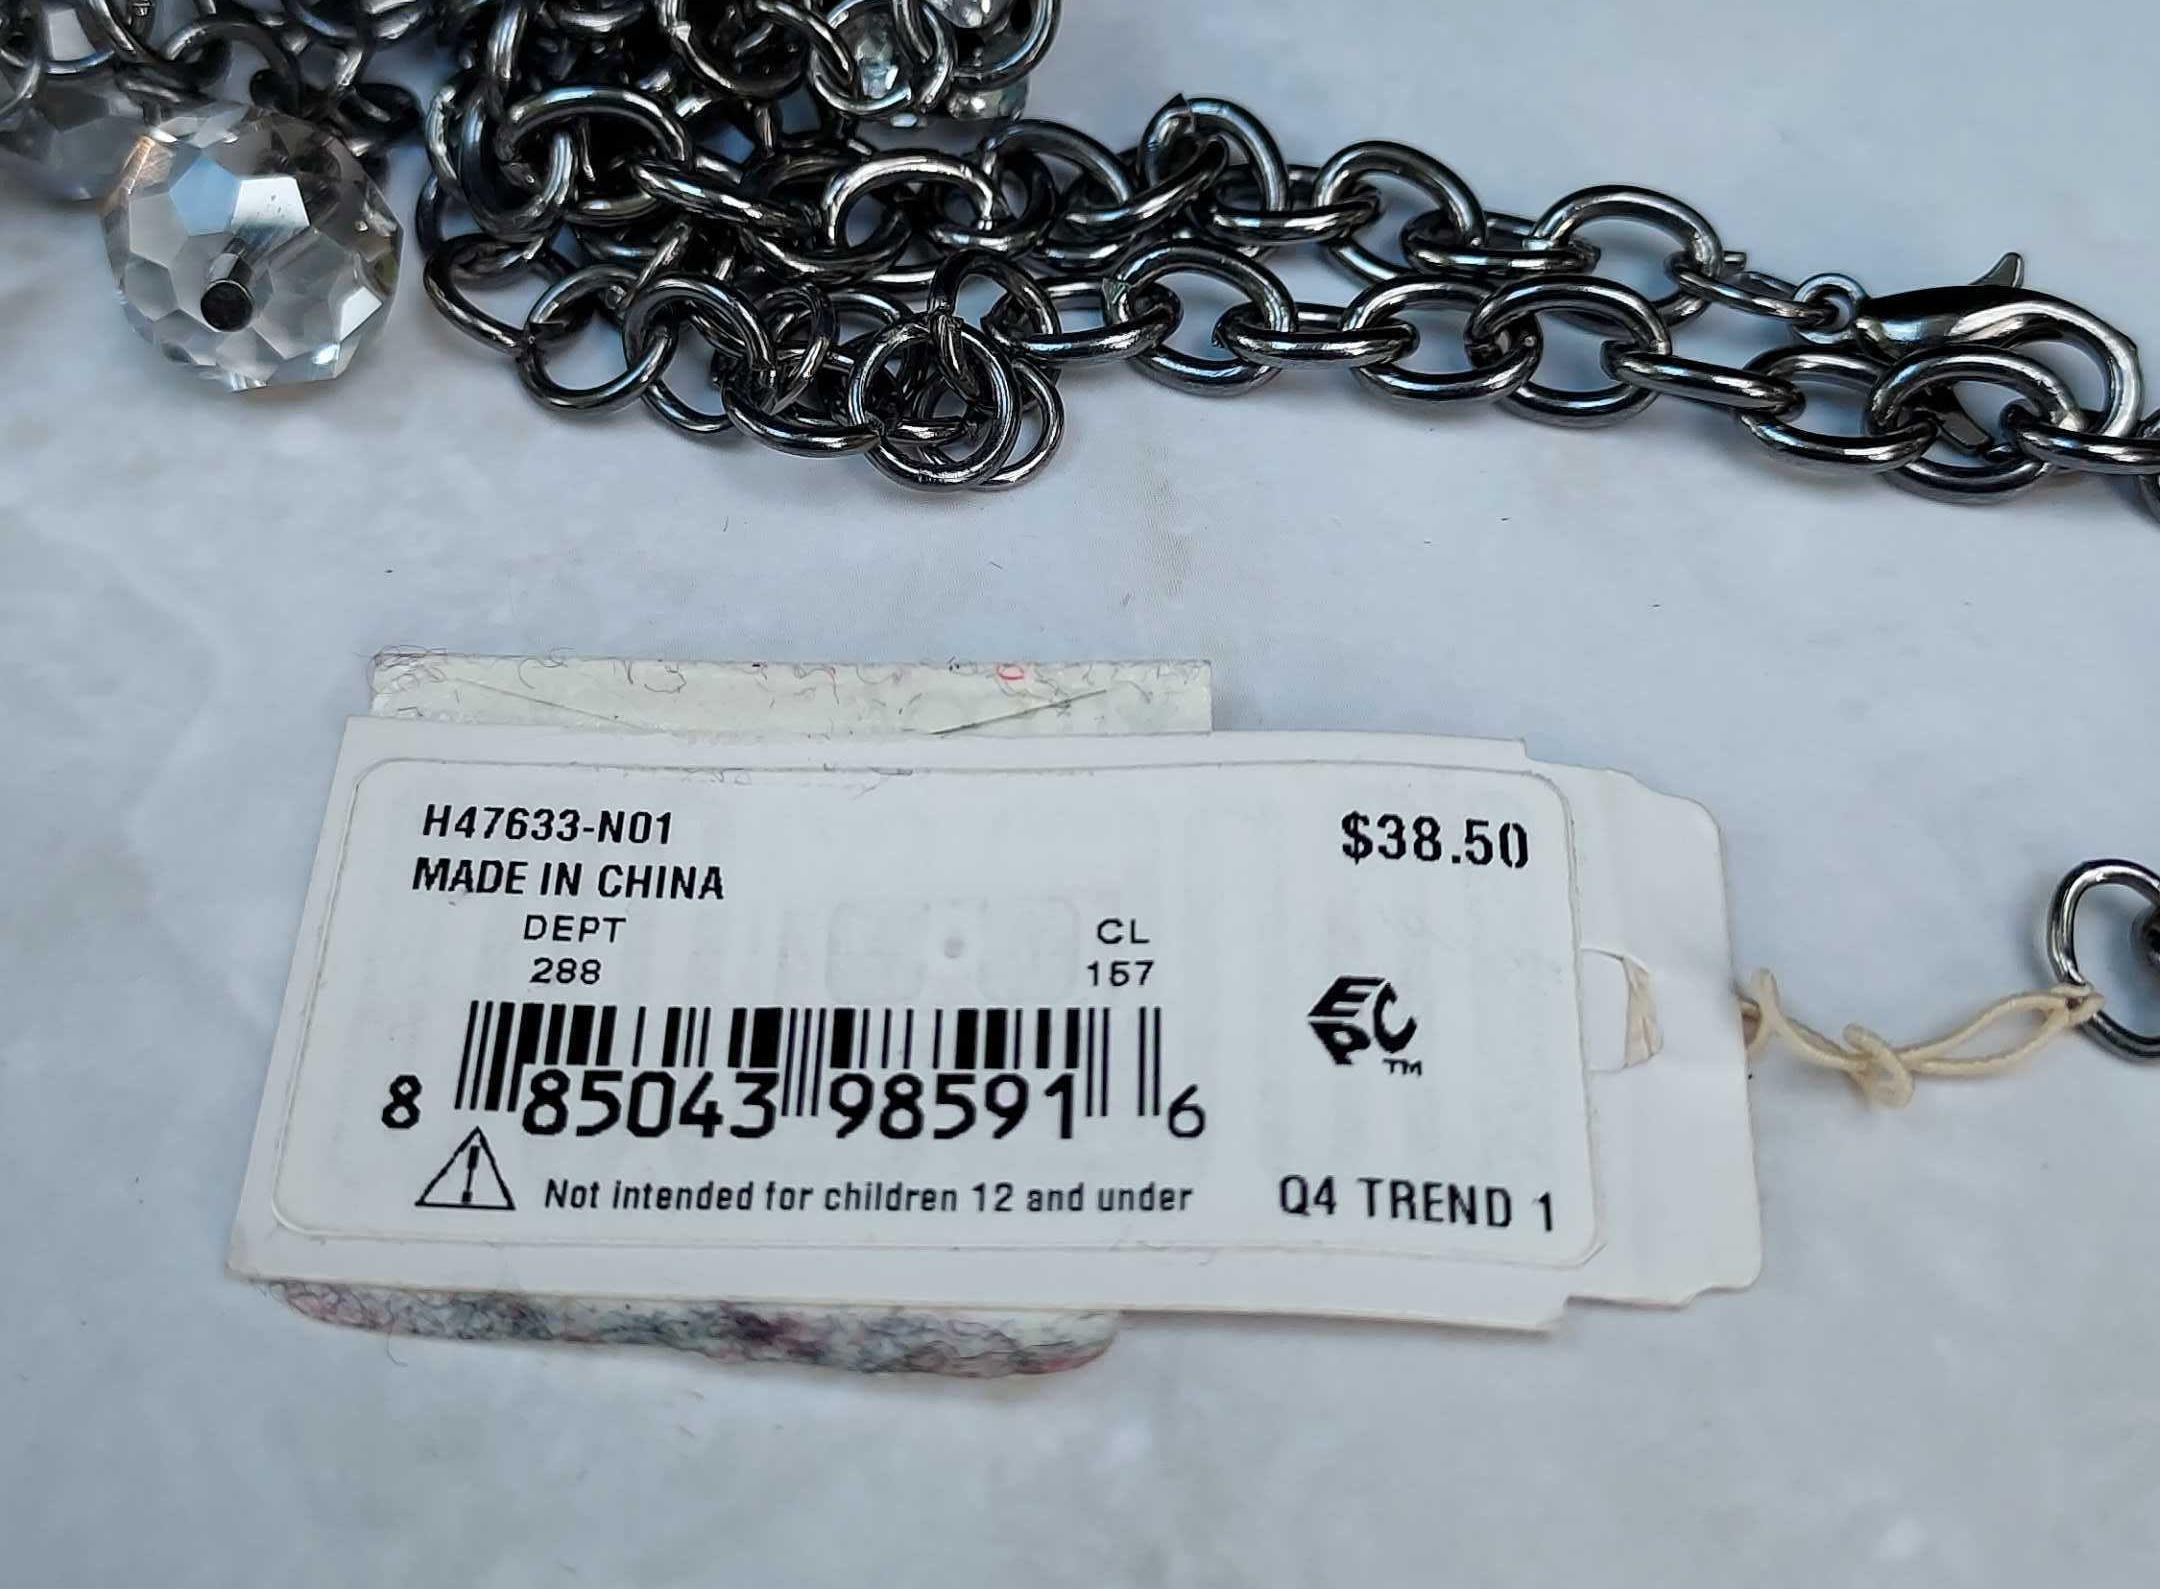 H47633-N01
$38.50
MADE IN CHINA
DEPT
CL
288
157
EPC™
8 85043 98591 6
Not intended for children 12 and under
Q4 TREND 1